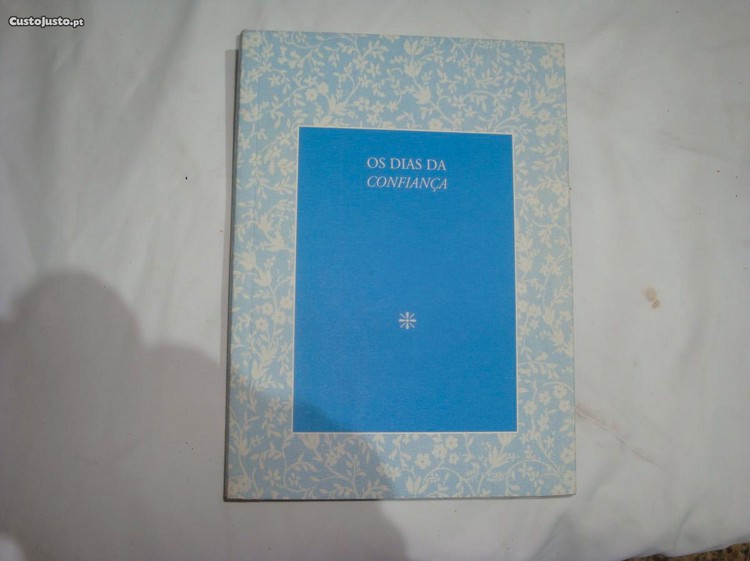 CustoJusto.pt
OS DIAS DA
CONFIANÇA